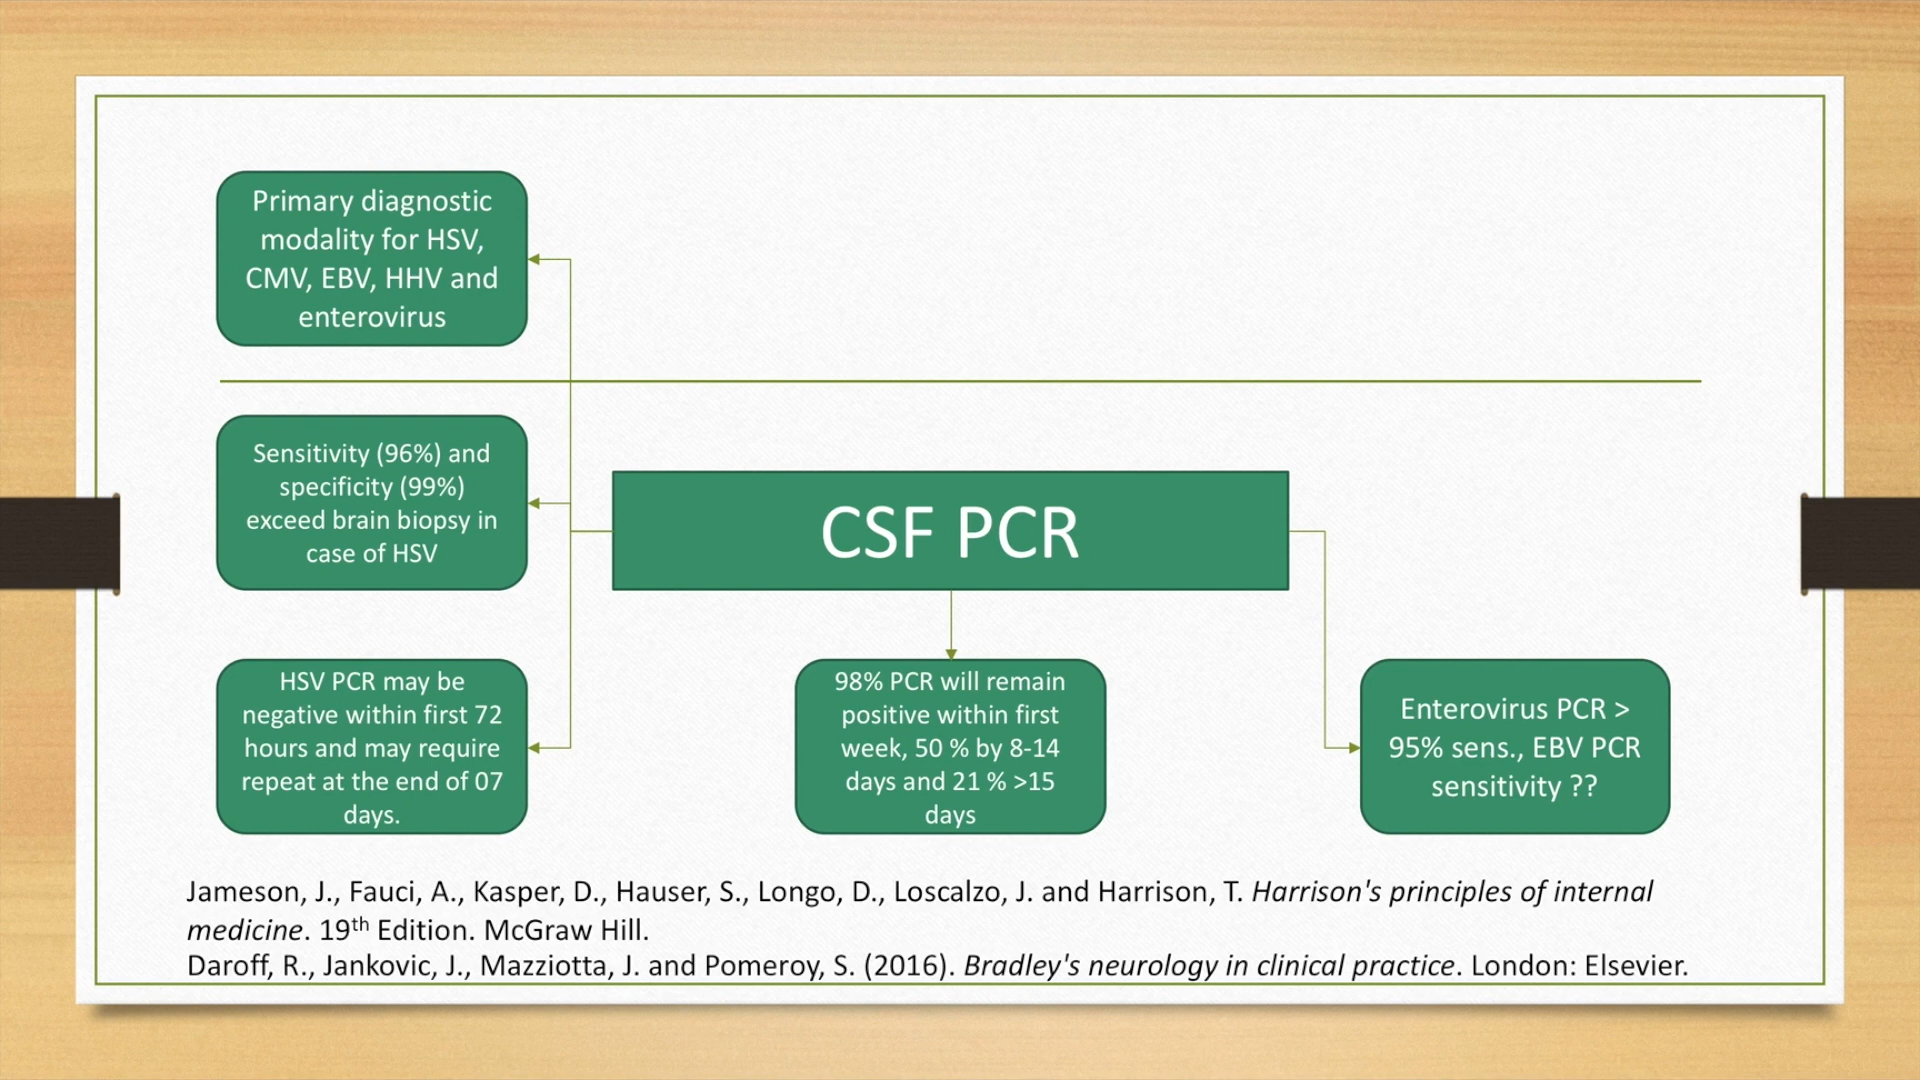 Primary diagnostic
modality for HSV,
CMV, EBV, HHV and
enterovirus
Sensitivity (96%) and
specificity (99%)
exceed brain biopsy in
case of HSV
CSF PCR
HSV PCR may be
negative within first 72
hours and may require
repeat at the end of 07
days.
98% PCR will remain
positive within first
week, 50 % by 8-14
days and 21 % >15
days
Enterovirus PCR >
95% sens., EBV PCR
sensitivity ??
Jameson, J., Fauci, A., Kasper, D., Hauser, S., Longo, D., Loscalzo, J. and Harrison, T. Harrison's principles of internal
medicine. 19th Edition. McGraw Hill.
Daroff, R., Jankovic, J., Mazziotta, J. and Pomeroy, S. (2016). Bradley's neurology in clinical practice. London: Elsevier.